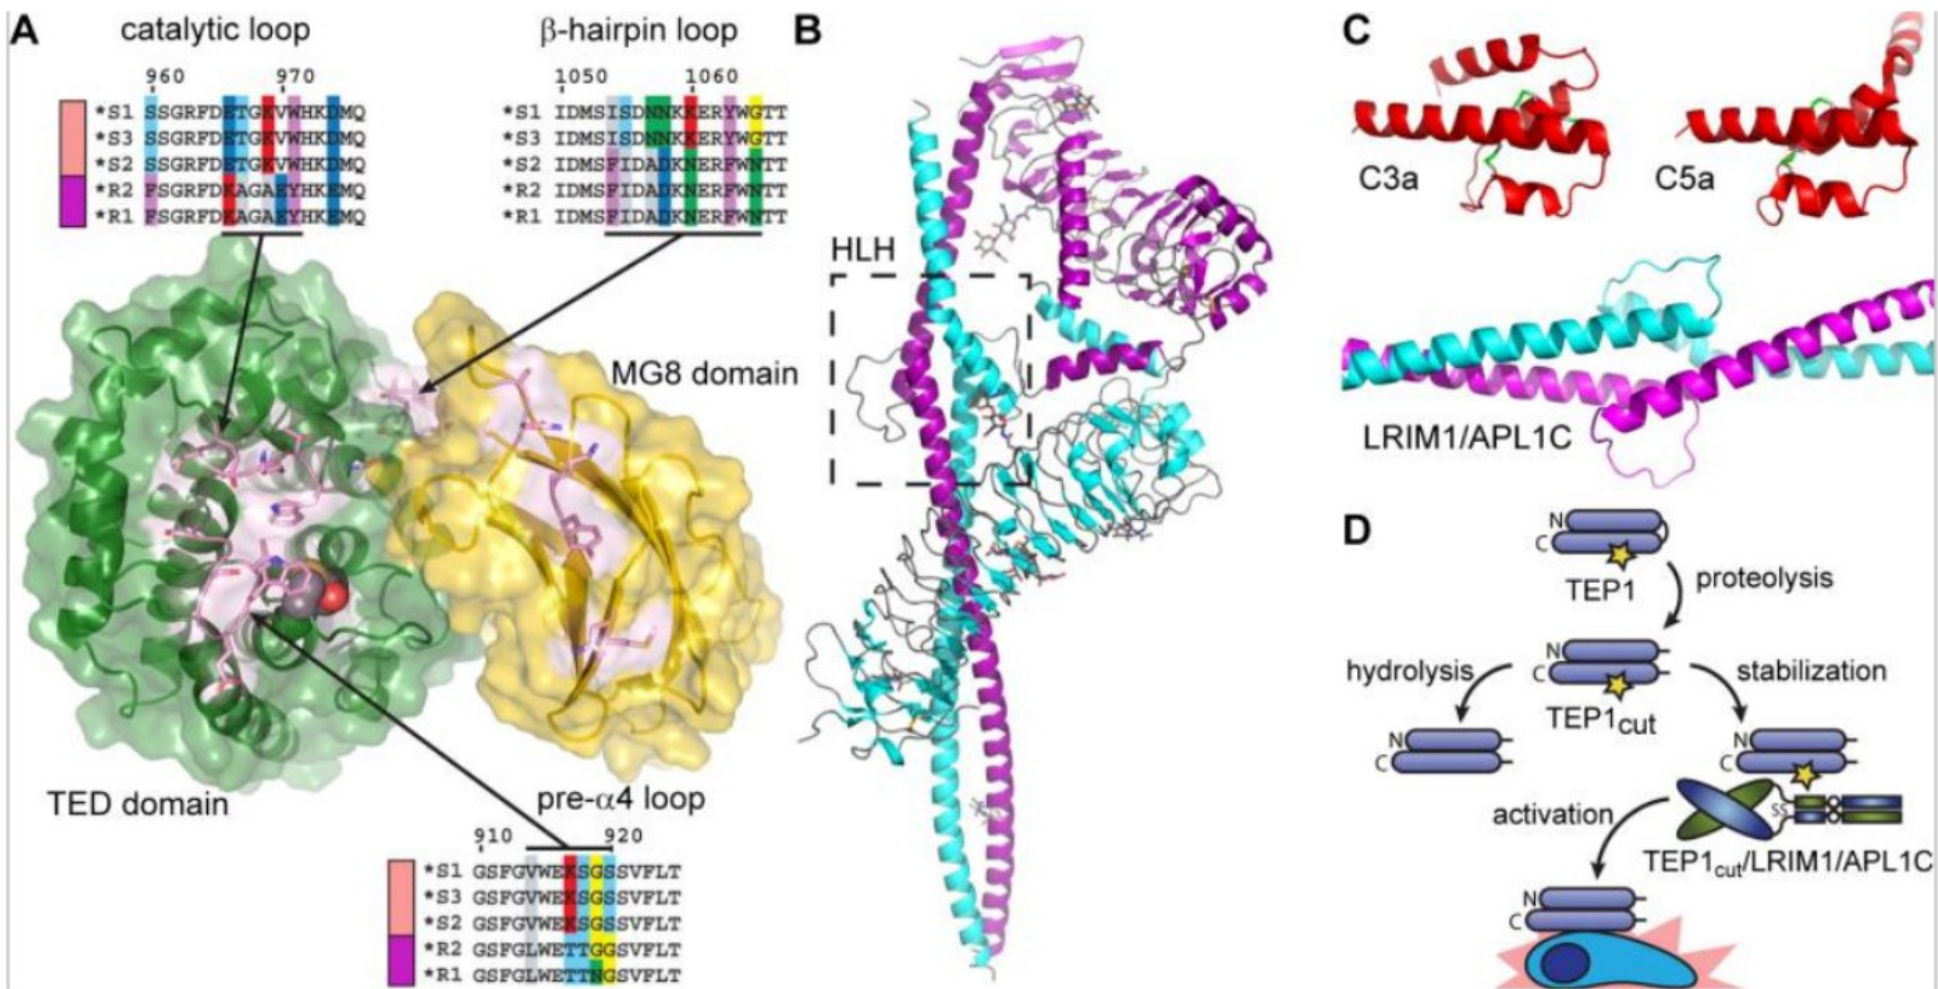 A
catalytic loop
960 970
*S1 SSGRFDETGKVWHKDMQ
*S3 SSGRFDETGKVWHKDMQ
*S2 SSGRFDETGKVWHKDMQ
*R2 FSGRFDKAGAEYHKEMQ
*R1 FSGRFDKAGAEYHKEMQ
β-hairpin loop
1050 1060
*S1 IDMSISDNNKKERYWGTT
*S3 IDMSISDNNKKERYWGTT
*S2 IDMSFIDADKNERFWNTT
*R2 IDMSFIDADKNERFWNTT
*R1 IDMSFIDADKNERFWNTT
MG8 domain
TED domain
pre-α4 loop
910 920
*S1 GSFGVWEKSGSSVFLT
*S3 GSFGVWEKSGSSVFLT
*S2 GSFGVWEKSGSSVFLT
*R2 GSFGLWETTGGSVFLT
*R1 GSFGLWETTNGSVFLT
B
HLH
C
C3a
C5a
LRIM1/APL1C
D
N
C
TEP1
proteolysis
N
C
TEP1cut
hydrolysis
stabilization
N
C
N
C
SS
activation
TEP1cut/LRIM1/APL1C
N
C